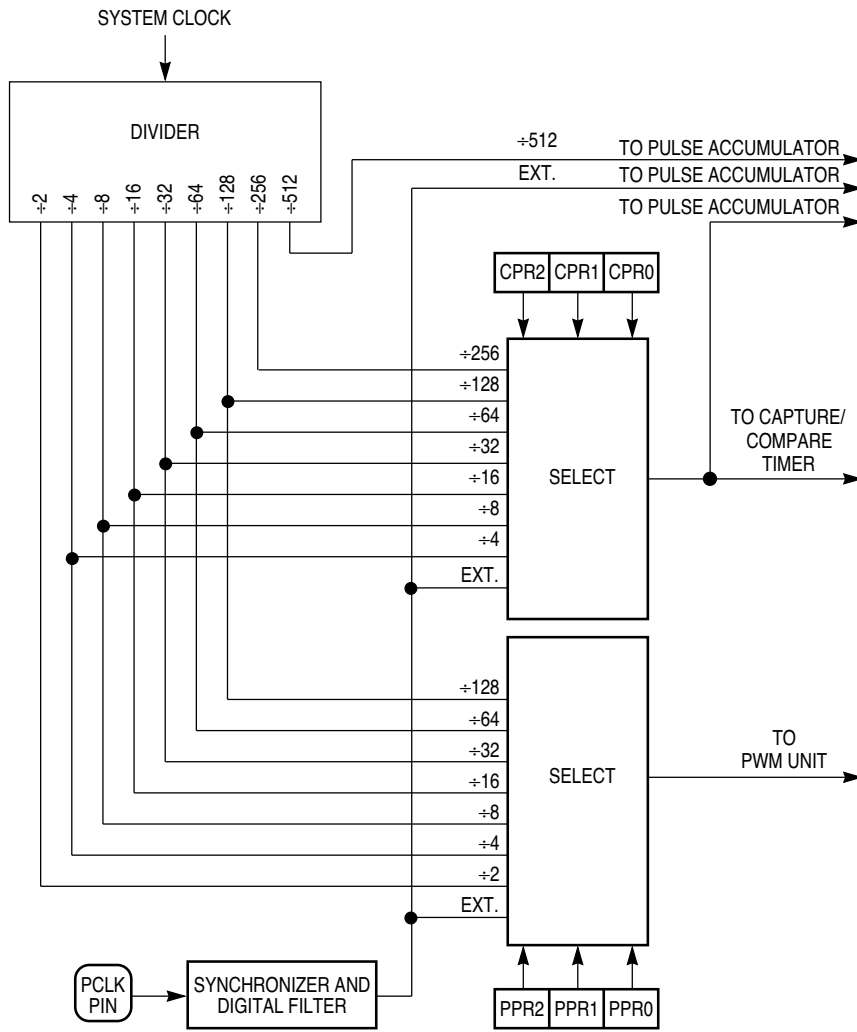 SYSTEM CLOCK
DIVIDER
÷2
÷4
÷8
÷16
÷32
÷64
÷128
÷256
÷512
÷512
TO PULSE ACCUMULATOR
EXT.
TO PULSE ACCUMULATOR
TO PULSE ACCUMULATOR
CPR2 CPR1 CPR0
÷256
÷128
÷64
÷32
÷16
÷8
÷4
EXT.
SELECT
TO CAPTURE/
COMPARE
TIMER
÷128
÷64
÷32
÷16
÷8
÷4
÷2
EXT.
SELECT
TO
PWM UNIT
PCLK
PIN
SYNCHRONIZER AND
DIGITAL FILTER
PPR2 PPR1 PPR0